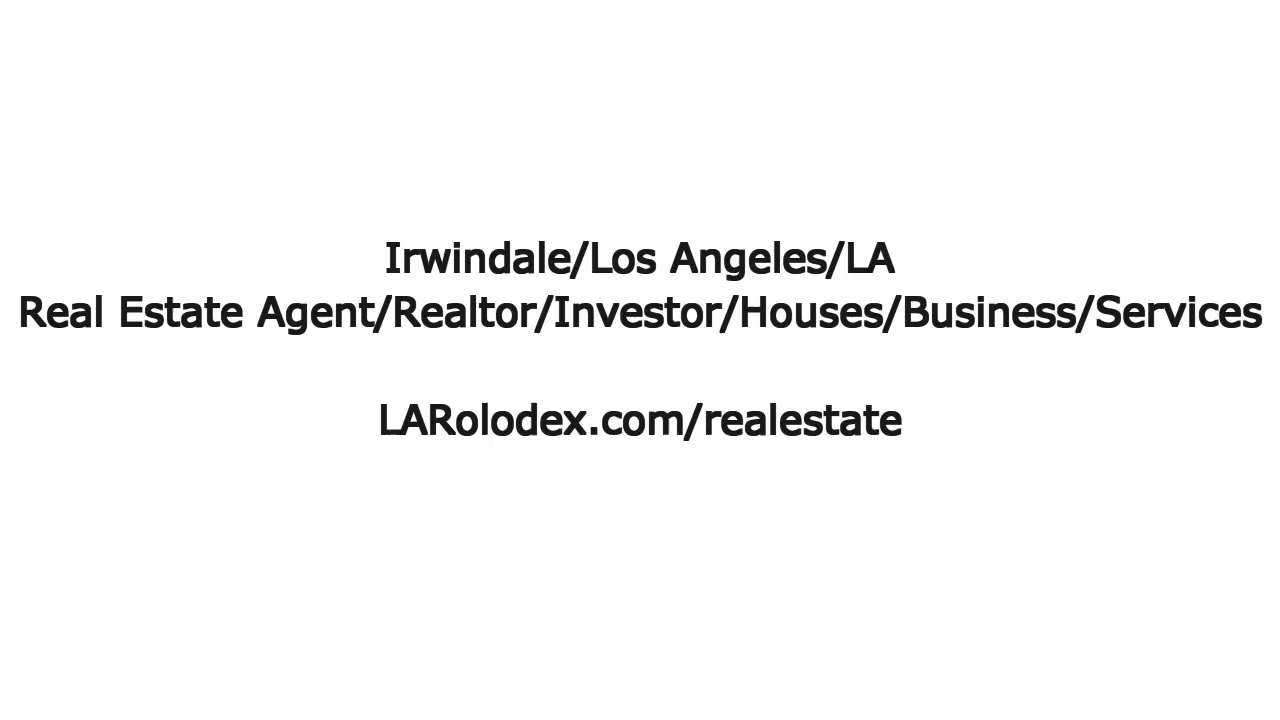 Irwindale/Los Angeles/LA
Real Estate Agent/Realtor/Investor/Houses/Business/Services
LARolodex.com/realestate